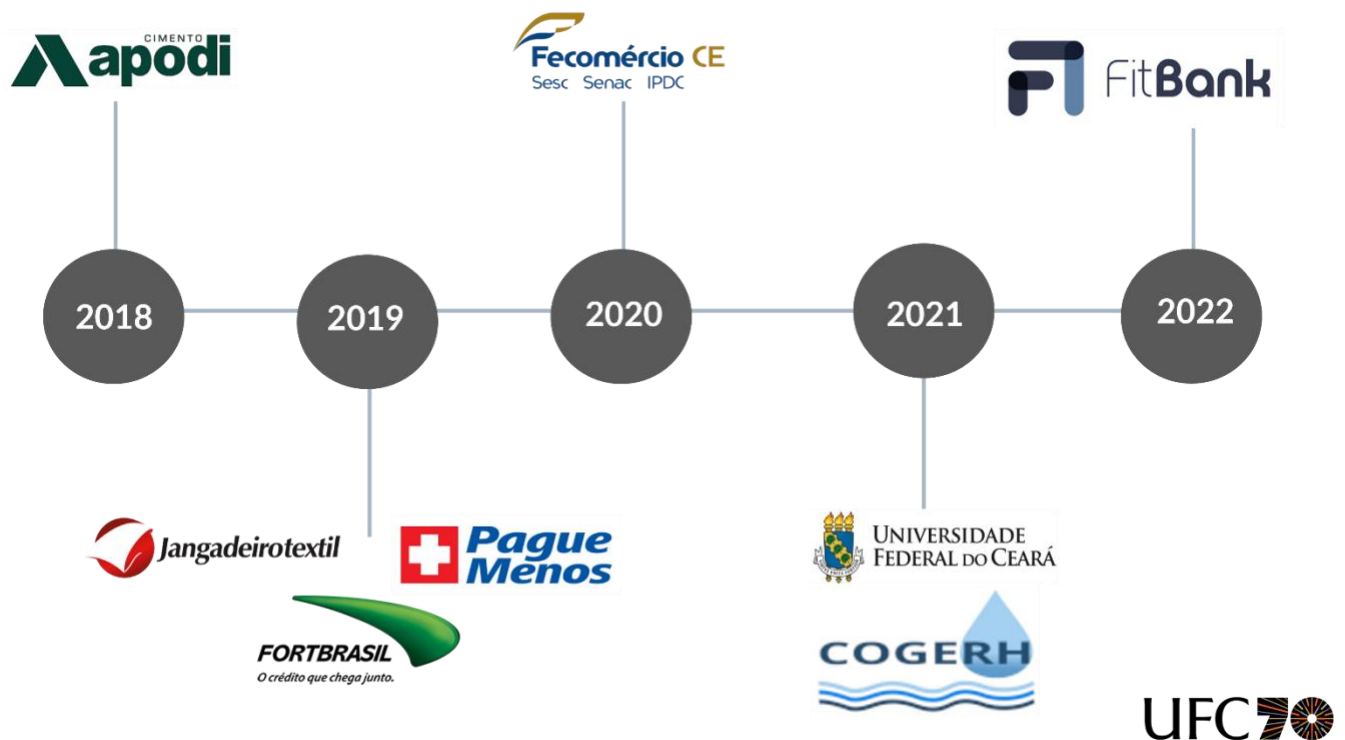 CIMENTO
apodi
Fecomércio CE
Sesc Senac IPDC
FitBank
2018
2019
2020
2021
2022
Jangadeirotextil
Pague
Menos
FORTBRASIL
O crédito que chega junto.
UNIVERSIDADE
FEDERAL DO CEARÁ
COGERH
UFC70